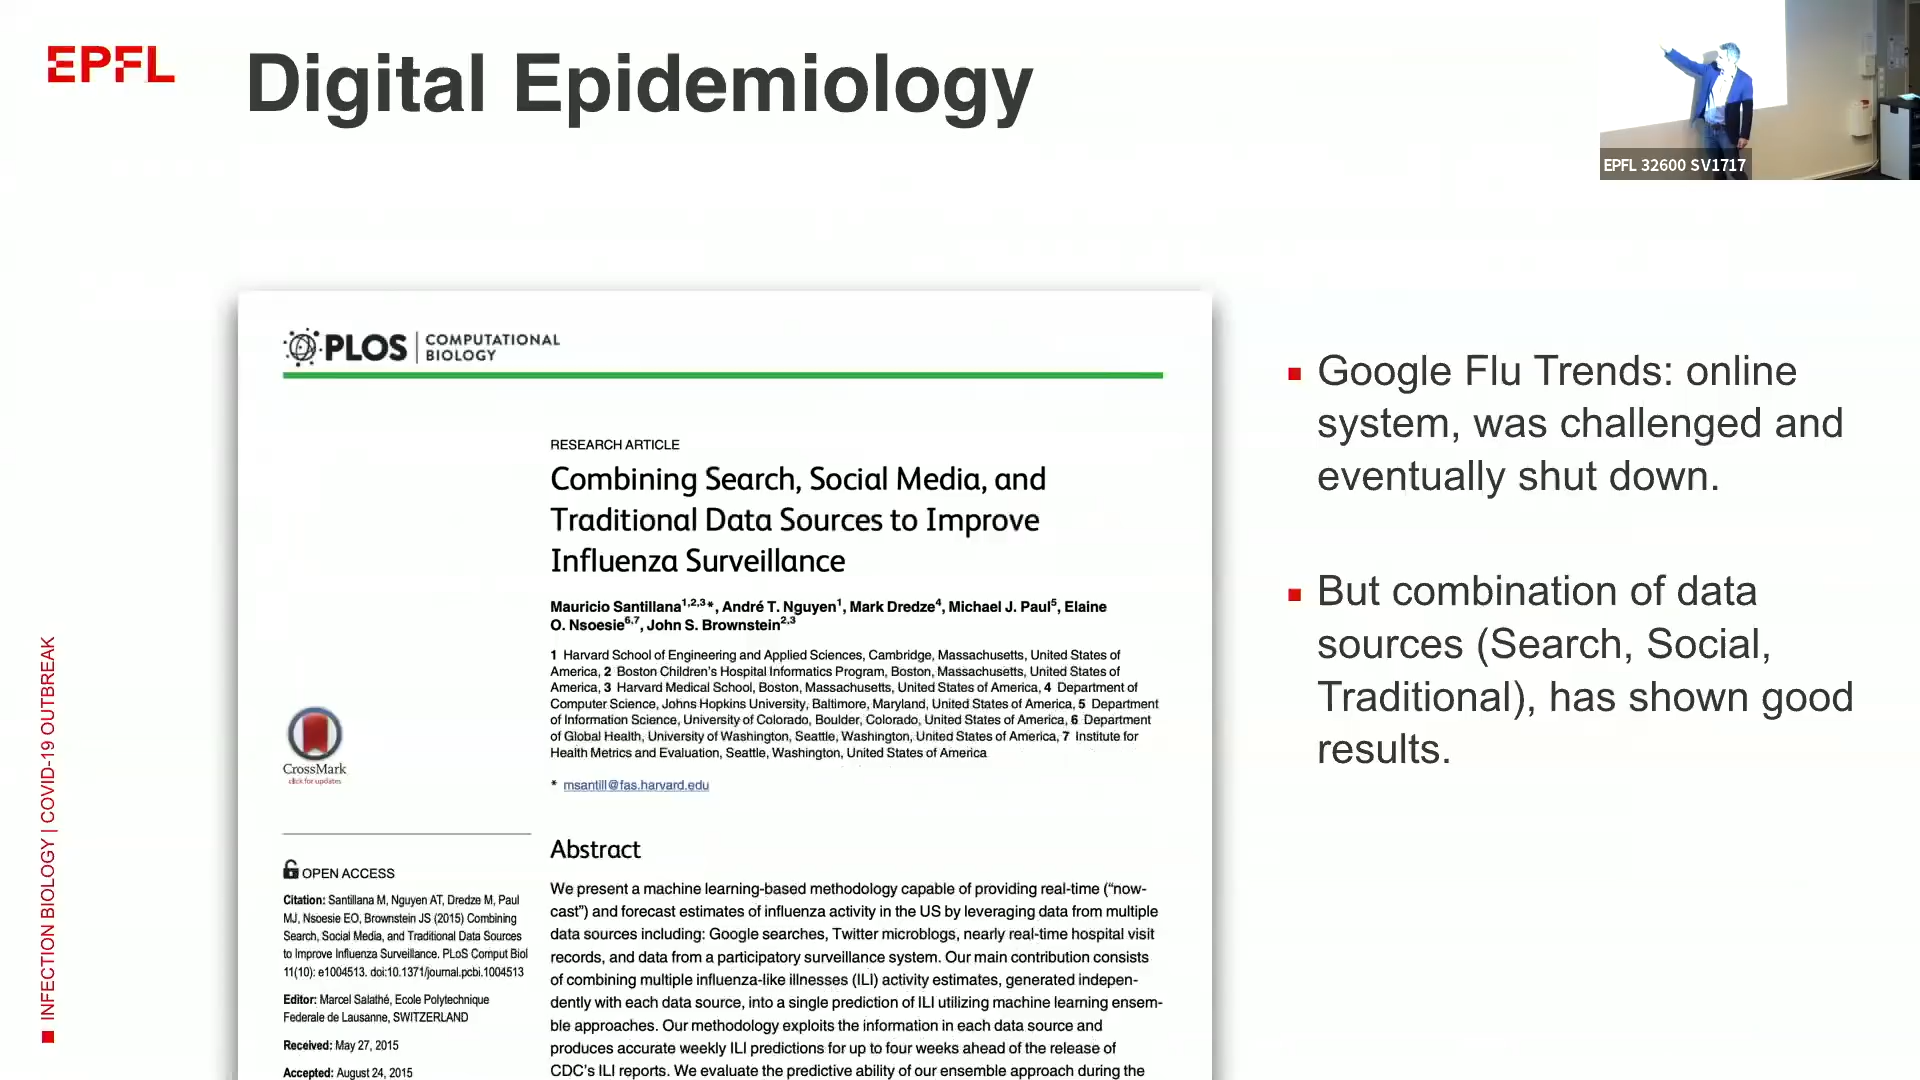 EPFL
Digital Epidemiology
EPFL 32600 SV1717
INFECTION BIOLOGY | COVID-19 OUTBREAK
PLOS | COMPUTATIONAL
BIOLOGY
RESEARCH ARTICLE
Combining Search, Social Media, and
Traditional Data Sources to Improve
Influenza Surveillance
Mauricio Santillana1,2,3*, André T. Nguyen1, Mark Dredze4, Michael J. Paul5, Elaine
O. Nsoesie6,7, John S. Brownstein2,3
1 Harvard School of Engineering and Applied Sciences, Cambridge, Massachusetts, United States of
America, 2 Boston Children's Hospital Informatics Program, Boston, Massachusetts, United States of
America, 3 Harvard Medical School, Boston, Massachusetts, United States of America, 4 Department of
Computer Science, Johns Hopkins University, Baltimore, Maryland, United States of America, 5 Department
of Information Science, University of Colorado, Boulder, Colorado, United States of America, 6 Department
of Global Health, University of Washington, Seattle, Washington, United States of America, 7 Institute for
Health Metrics and Evaluation, Seattle, Washington, United States of America
* msantill@fas.harvard.edu
CrossMark
click for updates
OPEN ACCESS
Citation: Santillana M, Nguyen AT, Dredze M, Paul
MJ, Nsoesie EO, Brownstein JS (2015) Combining
Search, Social Media, and Traditional Data Sources
to Improve Influenza Surveillance. PLoS Comput Biol
11(10): e1004513. doi:10.1371/journal.pcbi.1004513
Editor: Marcel Salathé, Ecole Polytechnique
Federale de Lausanne, SWITZERLAND
Received: May 27, 2015
Accepted: August 24, 2015
Abstract
We present a machine learning-based methodology capable of providing real-time (“now-
cast”) and forecast estimates of influenza activity in the US by leveraging data from multiple
data sources including: Google searches, Twitter microblogs, nearly real-time hospital visit
records, and data from a participatory surveillance system. Our main contribution consists
of combining multiple influenza-like illnesses (ILI) activity estimates, generated indepen-
dently with each data source, into a single prediction of ILI utilizing machine learning ensem-
ble approaches. Our methodology exploits the information in each data source and
produces accurate weekly ILI predictions for up to four weeks ahead of the release of
CDC's ILI reports. We evaluate the predictive ability of our ensemble approach during the
Google Flu Trends: online
system, was challenged and
eventually shut down.
But combination of data
sources (Search, Social,
Traditional), has shown good
results.